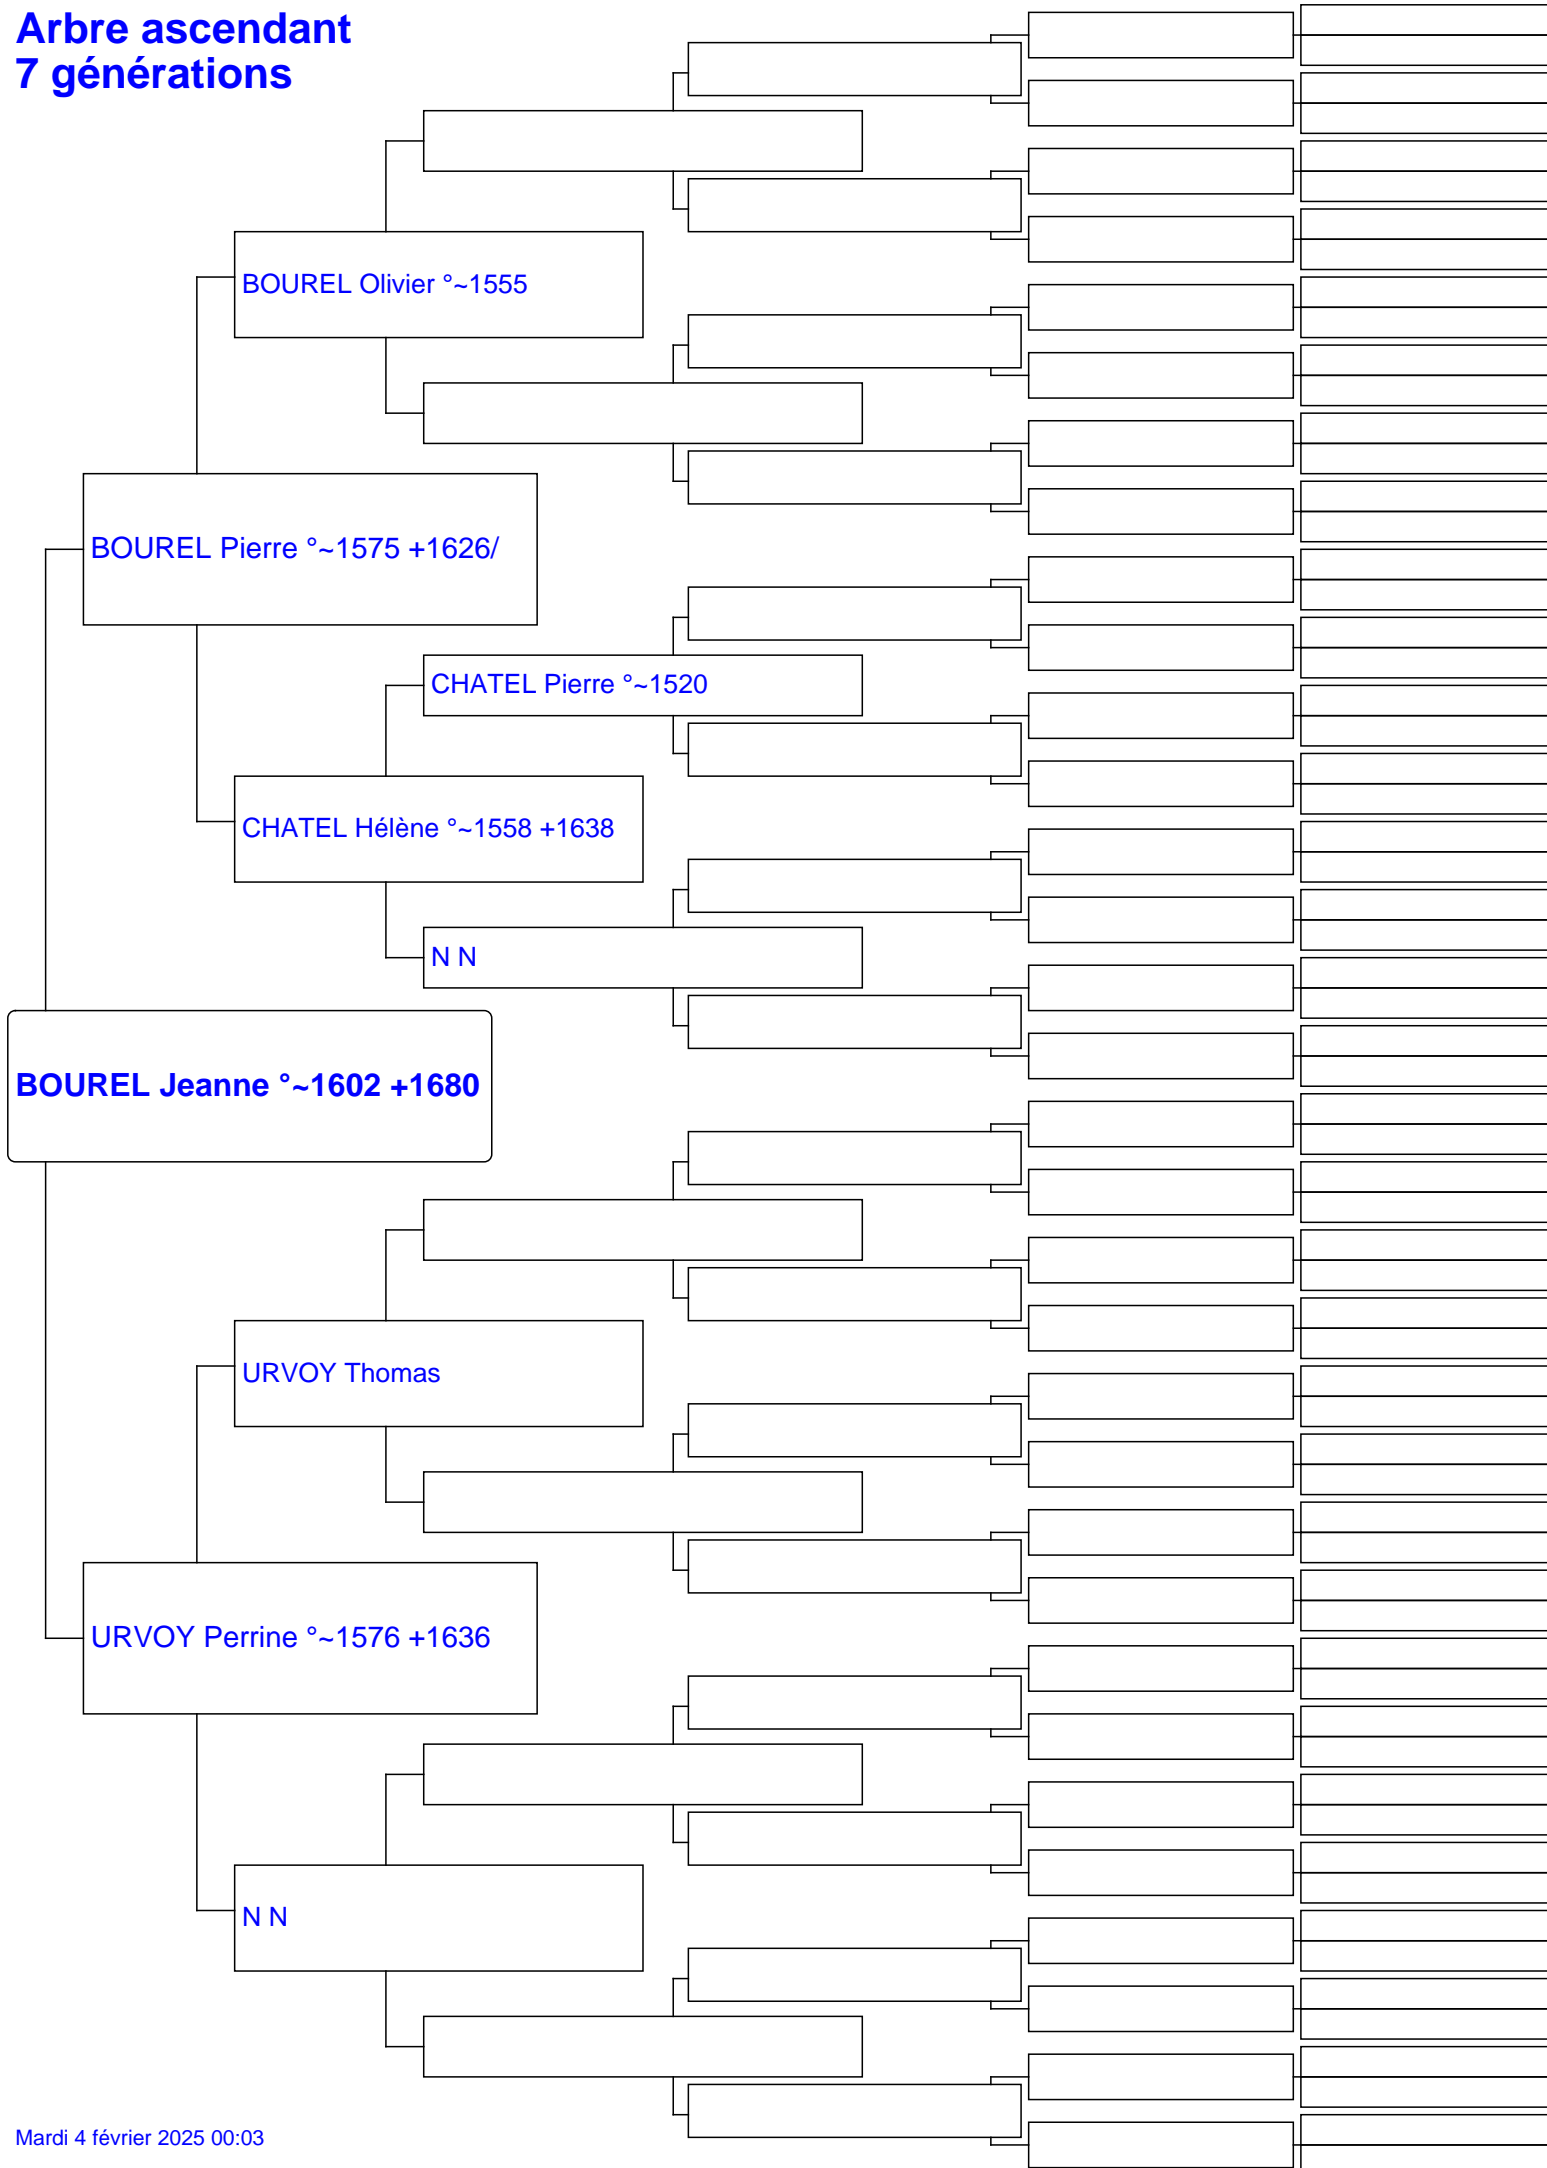 Arbre ascendant
7 générations
BOUREL Olivier °~1555
BOUREL Pierre °~1575 +1626/
CHATEL Pierre °~1520
CHATEL Hélène °~1558 +1638
N N
BOUREL Jeanne °~1602 +1680
URVOY Thomas
URVOY Perrine °~1576 +1636
N N
Mardi 4 février 2025 00:03